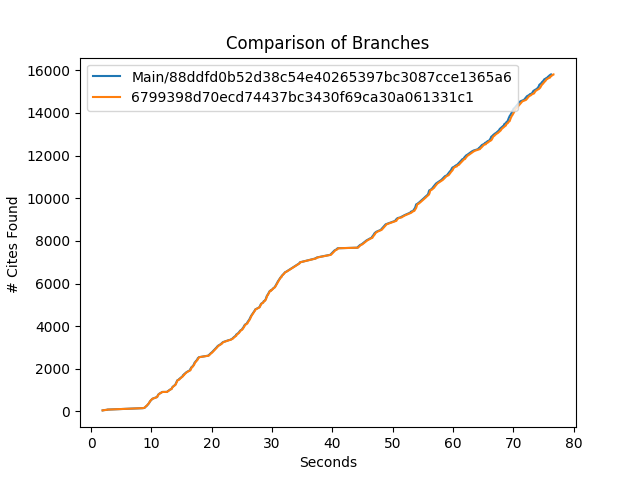 Comparison of Branches
Main/88ddfd0b52d38c54e40265397bc3087cce1365a6
6799398d70ecd74437bc3430f69ca30a061331c1
16000
14000
12000
10000
8000
6000
4000
2000
0
# Cites Found
0 10 20 30 40 50 60 70 80
Seconds